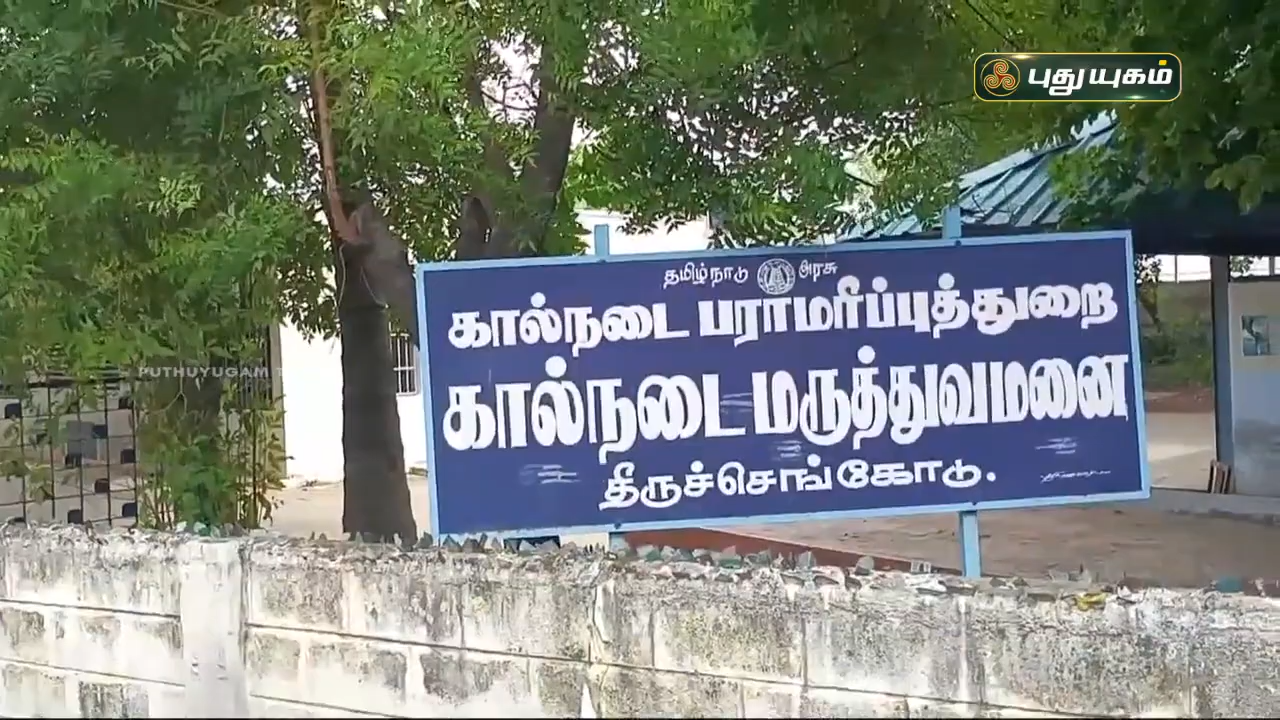 புதுயுகம்
தமிழ்நாடு அரசு
கால்நடை பராமரிப்புத்துறை
கால்நடை மருத்துவமனை
திருச்செங்கோடு.
PUTHUYUGAM T